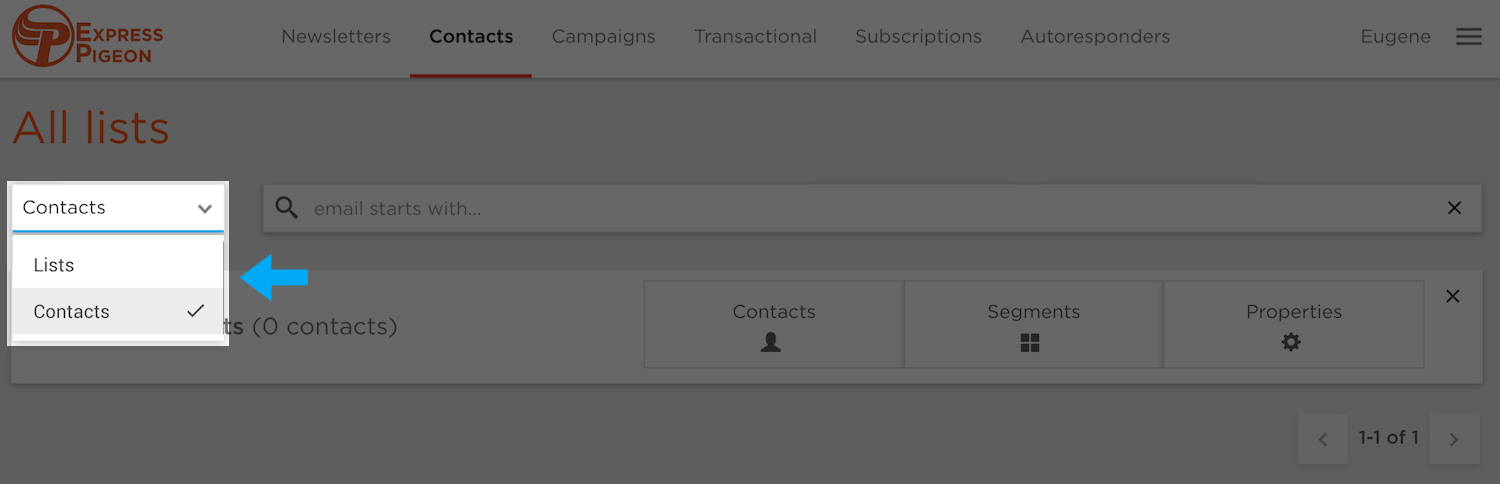 EXPRESS
PIGEON
Newsletters Contacts Campaigns Transactional Subscriptions Autoresponders Eugene
All lists
Contacts email starts with...
Lists
Contacts
ts (0 contacts)
Contacts Segments Properties
1-1 of 1